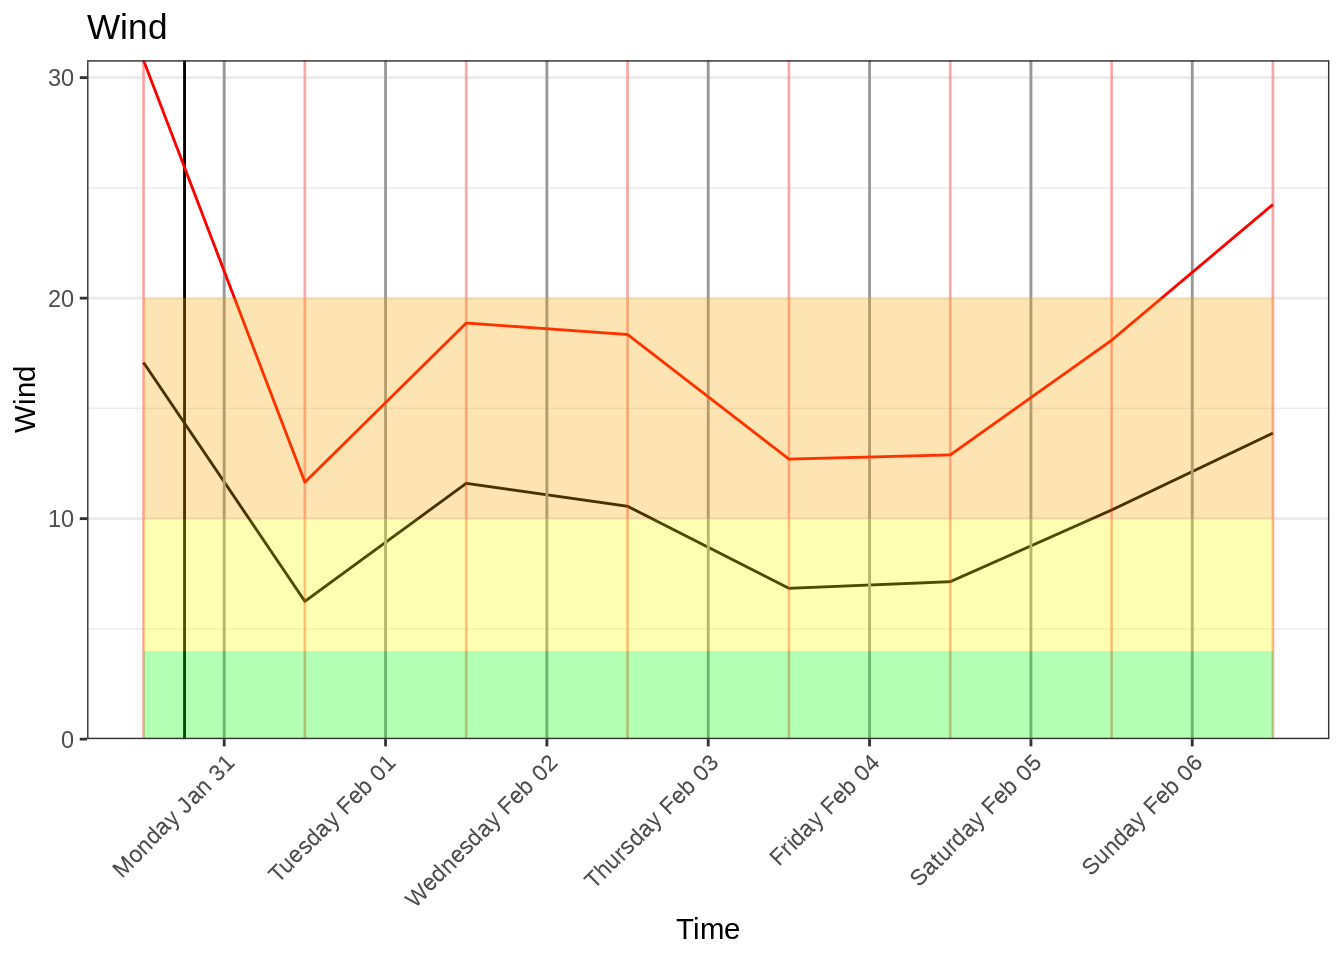 Wind
30
20
10
0
Wind
Monday Jan 31
Tuesday Feb 01
Wednesday Feb 02
Thursday Feb 03
Friday Feb 04
Saturday Feb 05
Sunday Feb 06
Time